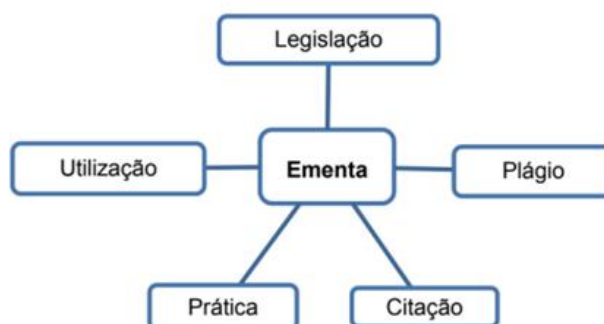 Legislação
Utilização
Ementa
Plágio
Prática
Citação